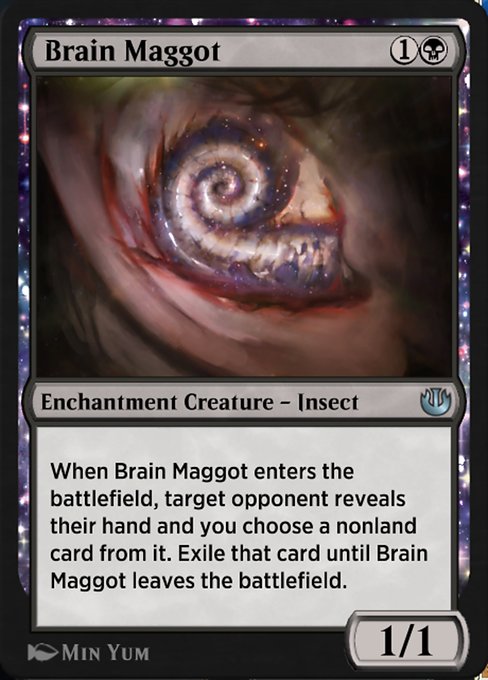 Brain Maggot 1
Enchantment Creature – Insect
When Brain Maggot enters the
battlefield, target opponent reveals
their hand and you choose a nonland
card from it. Exile that card until Brain
Maggot leaves the battlefield.
1/1
Min Yum